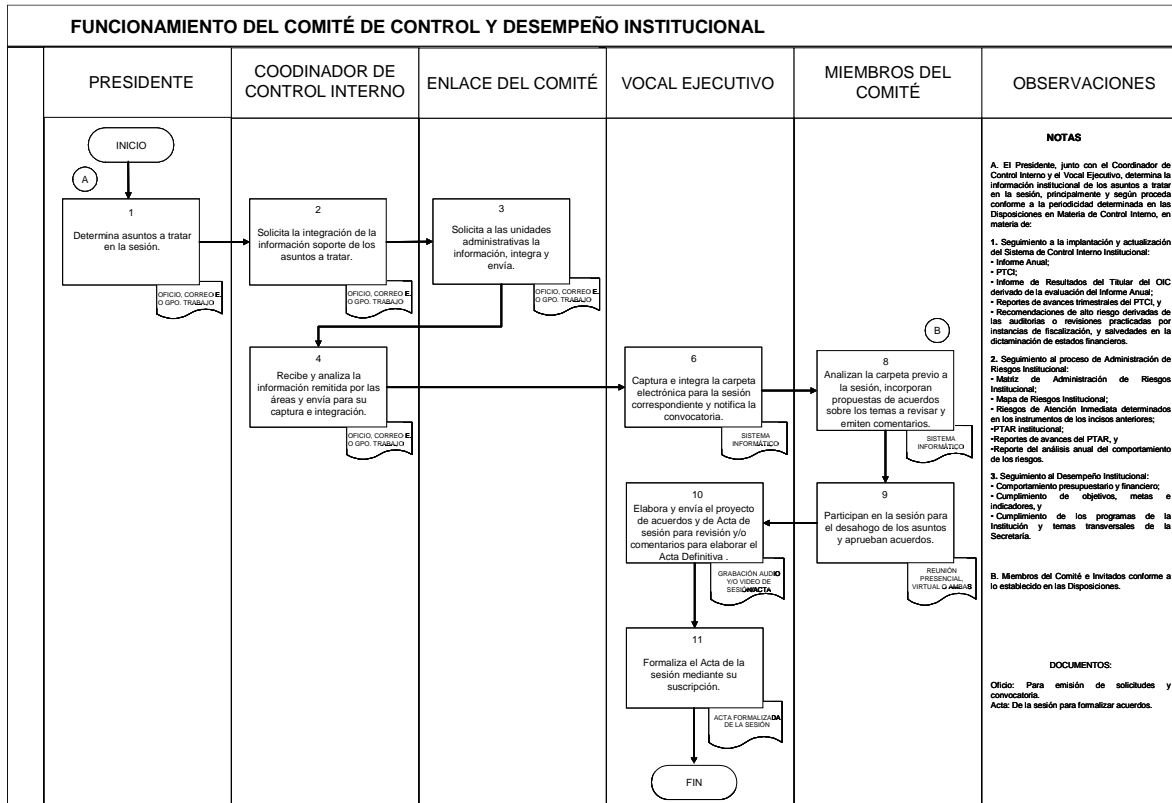 FUNCIONAMIENTO DEL COMITÉ DE CONTROL Y DESEMPEÑO INSTITUCIONAL
PRESIDENTE
COODINADOR DE
CONTROL INTERNO
ENLACE DEL COMITÉ
VOCAL EJECUTIVO
MIEMBROS DEL
COMITÉ
OBSERVACIONES
INICIO
A
1
Determina asuntos a tratar
en la sesión.
OFICIO, CORREO E.
O GPO. TRABAJO
2
Solicita la integración de la
información soporte de los
asuntos a tratar.
OFICIO, CORREO E.
O GPO. TRABAJO
3
Solicita a las unidades
administrativas la
información, integra y
envía.
OFICIO, CORREO E.
O GPO. TRABAJO
4
Recibe y analiza la
información remitida por las
áreas y envía para su
captura e integración.
OFICIO, CORREO E.
O GPO. TRABAJO
6
Captura e integra la carpeta
electrónica para la sesión
correspondiente y notifica la
convocatoria.
SISTEMA
INFORMÁTICO
B
8
Analizan la carpeta previo a
la sesión, incorporan
propuestas de acuerdos
sobre los temas a revisar y
emiten comentarios.
SISTEMA
INFORMÁTICO
9
Participan en la sesión para
el desahogo de los asuntos
y aprueban acuerdos.
REUNIÓN
PRESENCIAL,
VIRTUAL O AMBAS
10
Elabora y envía el proyecto
de acuerdos y de Acta de
sesión para revisión y/o
comentarios para elaborar el
Acta Definitiva .
GRABACIÓN AUDIO
Y/O VIDEO DE
SESIÓN/ACTA
11
Formaliza el Acta de la
sesión mediante su
suscripción.
ACTA FORMALIZADA
DE LA SESIÓN
FIN
NOTAS
A. El Presidente, junto con el Coordinador de
Control Interno y el Vocal Ejecutivo, determina la
información institucional de los asuntos a tratar
en la sesión, principalmente y según proceda
conforme a la periodicidad determinada en las
Disposiciones en Materia de Control Interno, en
materia de:
1. Seguimiento a la implantación y actualización
del Sistema de Control Interno Institucional:
• Informe Anual;
• PTCI;
• Informe de Resultados del Titular del OIC
derivado de la evaluación del Informe Anual;
• Reportes de avances trimestrales del PTCI, y
• Recomendaciones de alto riesgo derivadas de
las auditorias o revisiones practicadas por
instancias de fiscalización, y salvedades en la
dictaminación de estados financieros.
2. Seguimiento al proceso de Administración de
Riesgos Institucional:
• Matriz de Administración de Riesgos
Institucional;
• Mapa de Riesgos Institucional;
• Riesgos de Atención Inmediata determinados
en los instrumentos de los incisos anteriores;
•PTAR institucional;
•Reportes de avances del PTAR, y
•Reporte del análisis anual del comportamiento
de los riesgos.
3. Seguimiento al Desempeño Institucional:
• Comportamiento presupuestario y financiero;
• Cumplimiento de objetivos, metas e
indicadores, y
• Cumplimiento de los programas de la
Institución y temas transversales de la
Secretaría.
B. Miembros del Comité e Invitados conforme a
lo establecido en las Disposiciones.
DOCUMENTOS:
Oficio: Para emisión de solicitudes y
convocatoria.
Acta: De la sesión para formalizar acuerdos.